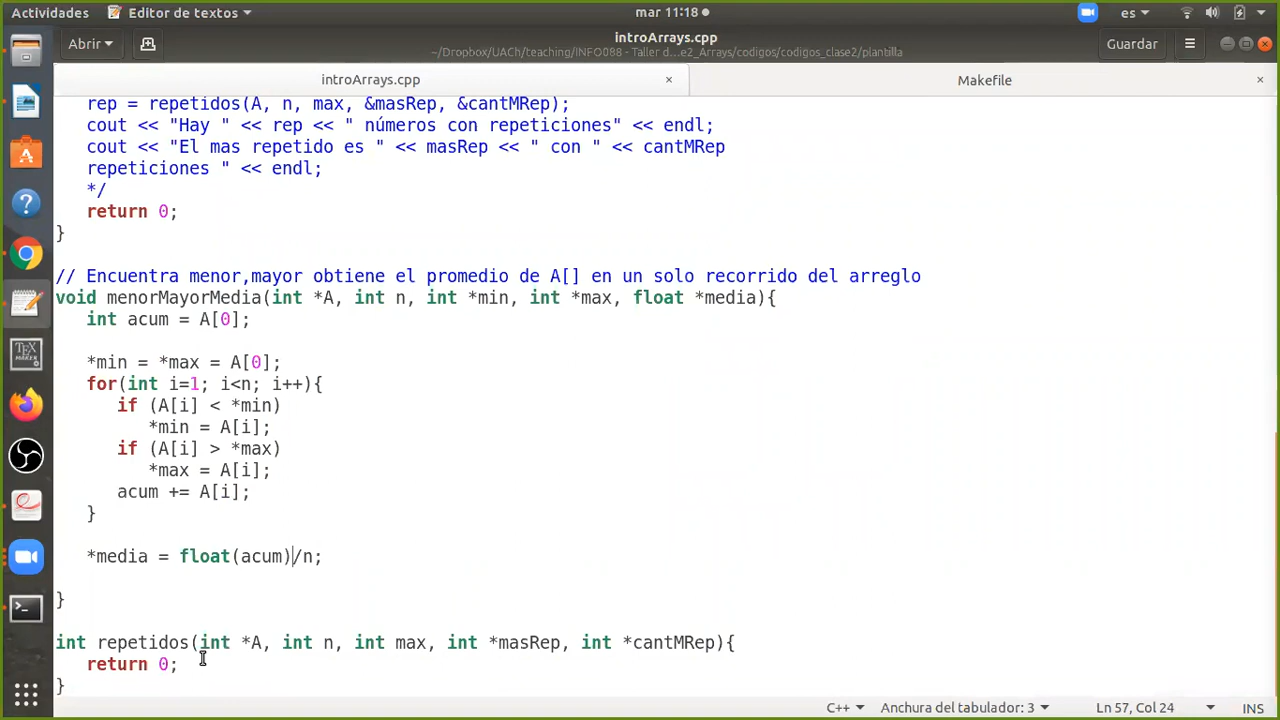 Actividades Editor de textos mar 11:18 es
Abrir introArrays.cpp Guardar
~/Dropbox/UACh/teaching/INFO088 - Taller d...e2_Arrays/codigos/codigos_clase2/plantilla
introArrays.cpp × Makefile ×
rep = repetidos(A, n, max, &masRep, &cantMRep);
cout << "Hay " << rep << " números con repeticiones" << endl;
cout << "El mas repetido es " << masRep << " con " << cantMRep
repeticiones " << endl;
*/
return 0;
}
// Encuentra menor,mayor obtiene el promedio de A[] en un solo recorrido del arreglo
void menorMayorMedia(int *A, int n, int *min, int *max, float *media){
int acum = A[0];
*min = *max = A[0];
for(int i=1; i<n; i++){
if (A[i] < *min)
*min = A[i];
if (A[i] > *max)
*max = A[i];
acum += A[i];
}
*media = float(acum)/n;
}
int repetidos(int *A, int n, int max, int *masRep, int *cantMRep){
return 0;
}
C++ Anchura del tabulador: 3 Ln 57, Col 24 INS